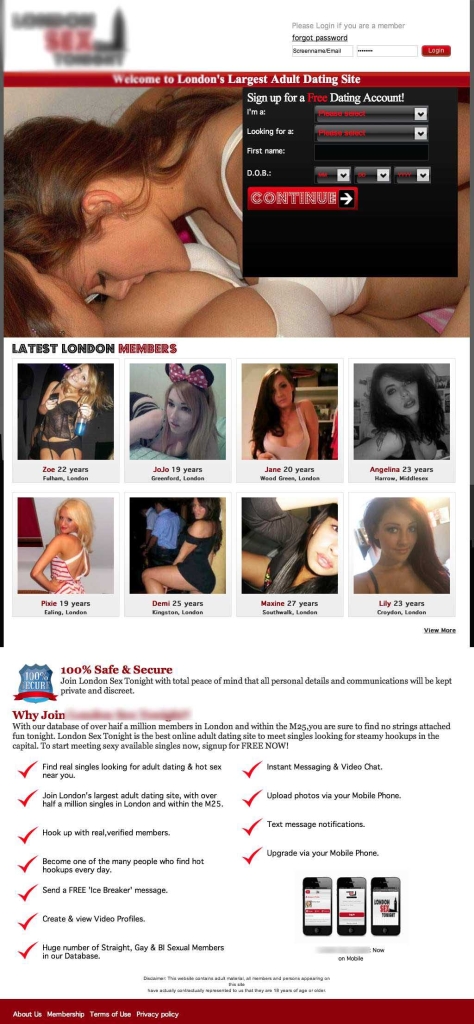 LONDON
SEX
TONIGHT
Please Login if you are a member
forgot password
Screenname/Email
Login
Welcome to London's Largest Adult Dating Site
Sign up for a Free Dating Account!
I'm a:
Please select
Looking for a:
Please select
First name:
D.O.B.:
CONTINUE
LATEST LONDON MEMBERS
Zoe 22 years
Fulham, London
JoJo 19 years
Greenford, London
Jane 20 years
Wood Green, London
Angelina 23 years
Harrow, Middlesex
Pixie 19 years
Ealing, London
Demi 25 years
Kingston, London
Maxine 27 years
Southwalk, London
Lily 23 years
Croydon, London
View More
100%
100% Safe & Secure
Join London Sex Tonight with total peace of mind that all personal details and communications will be kept
private and discreet.
Why Join London Sex Tonight?
With our database of over half a million members in London and within the M25,you are sure to find no strings attached
fun tonight. London Sex Tonight is the best online adult dating site to meet singles looking for steamy hookups in the
capital. To start meeting sexy available singles now, signup for FREE NOW!
Find real singles looking for adult dating & hot sex
near you.
Join London's largest adult dating site, with over
half a million singles in London and within the M25.
Hook up with real,verified members.
Become one of the many people who find hot
hookups every day.
Send a FREE 'Ice Breaker' message.
Create & view Video Profiles.
Huge number of Straight, Gay & BI Sexual Members
in our Database.
Instant Messaging & Video Chat.
Upload photos via your Mobile Phone.
Text message notifications.
Upgrade via your Mobile Phone.
LONDON
SEX
TONIGHT
Now
on Mobile
Disclaimer: This website contains adult material, all members and persons appearing on
this site
have actually contractually represented to us that they are 18 years of age or older.
About Us Membership Terms of Use Privacy policy